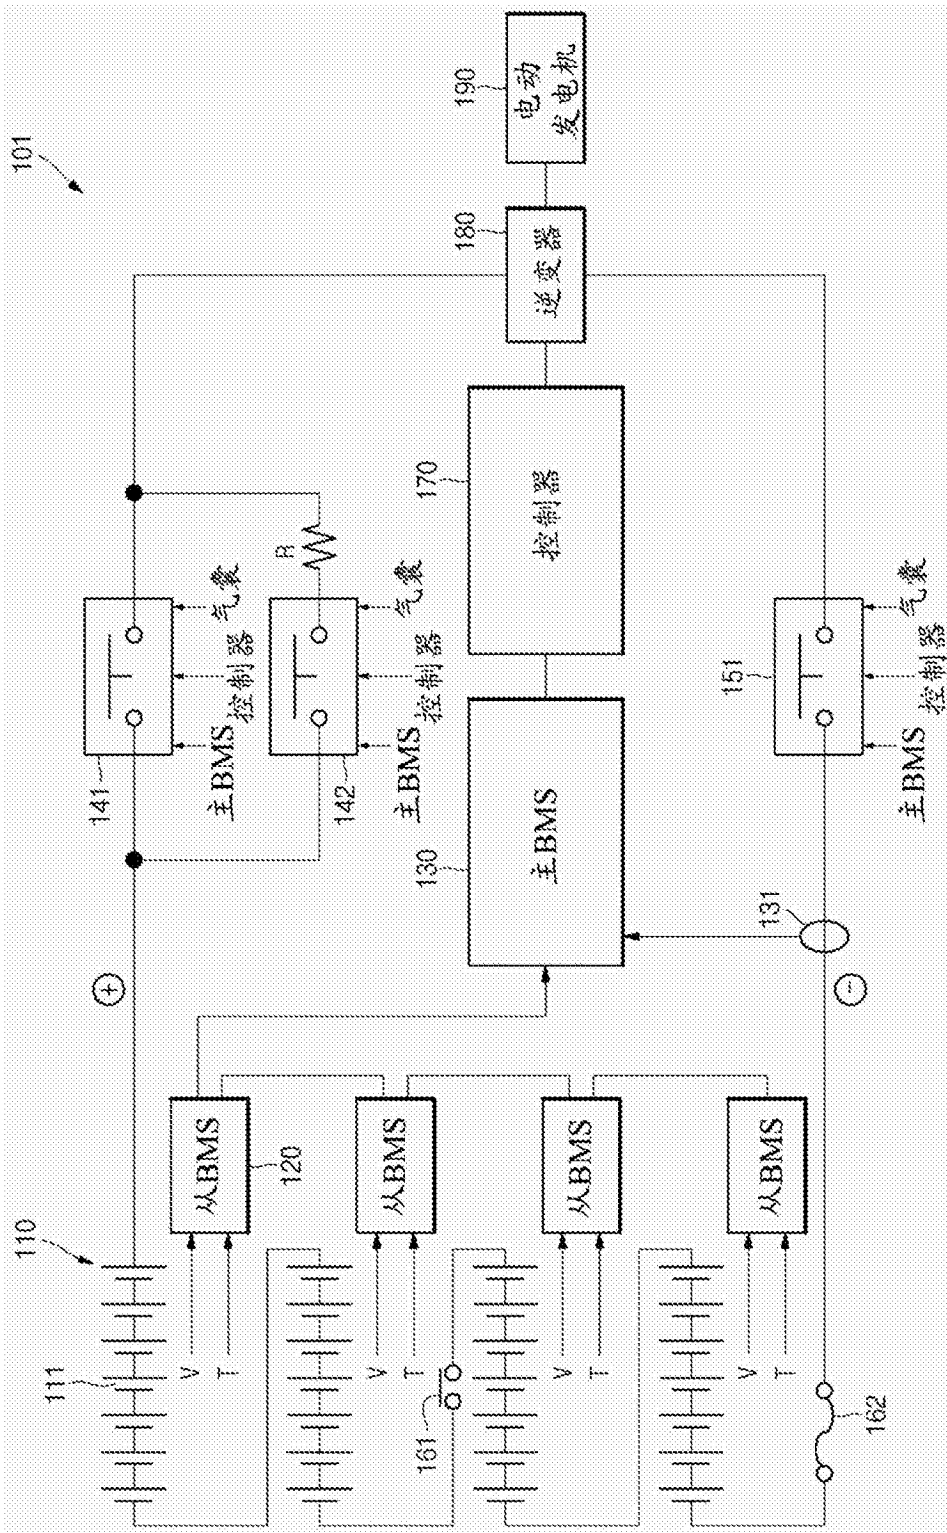 110
101
111
141
⊕
V
从BMS
T
主BMS
控制器
气囊
120
R
142
V
从BMS
T
主BMS
控制器
气囊
161
130
170
180
190
主BMS
控制器
逆变器
电动
发电机
V
从BMS
T
151
131
V
从BMS
T
⊖
162
主BMS
控制器
气囊